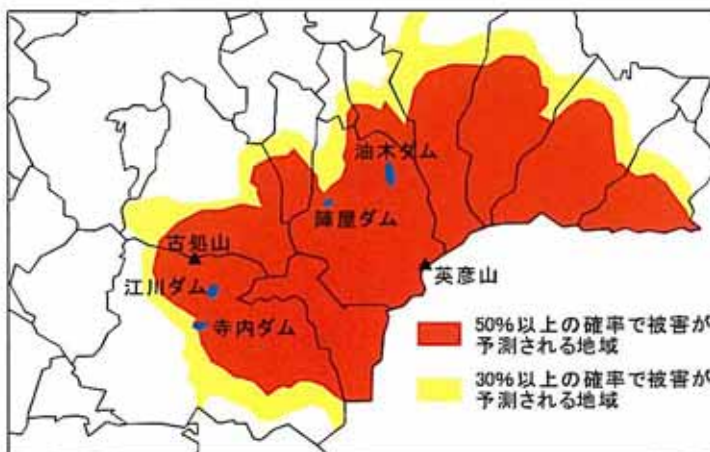 油木ダム
陣屋ダム
古処山
英彦山
江川ダム
寺内ダム
50%以上の確率で被害が
予測される地域
30%以上の確率で被害が
予測される地域